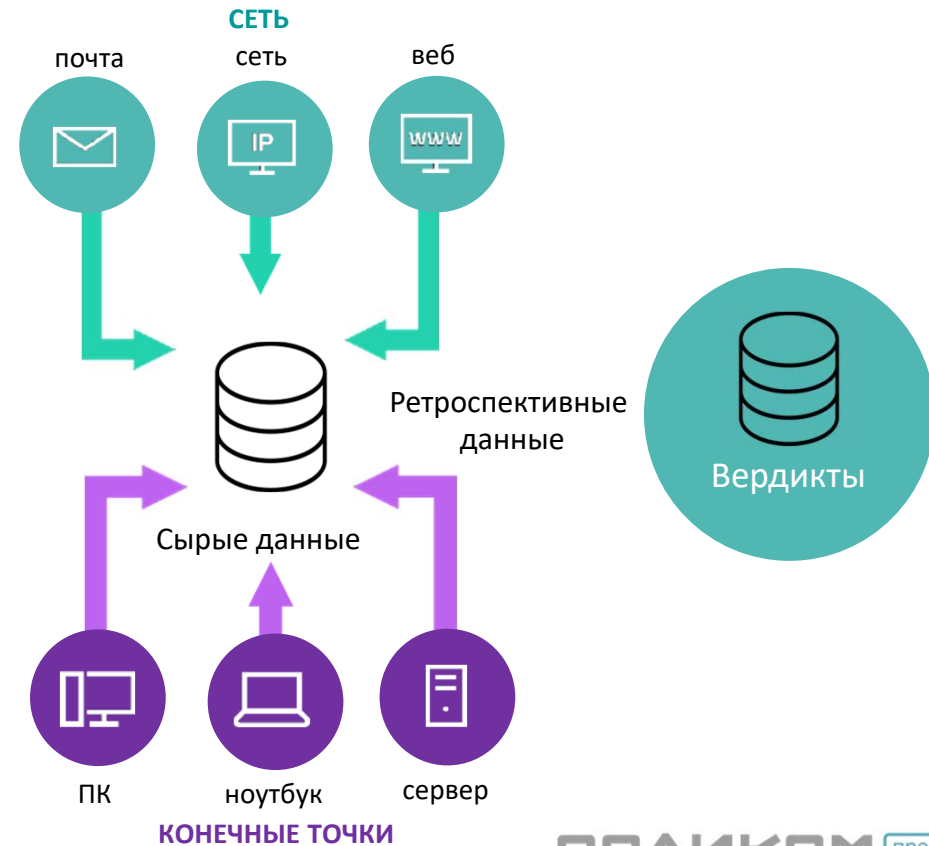 СЕТЬ
почта
сеть
веб
IP
www
Ретроспективные
данные
Вердикты
Сырые данные
ПК
ноутбук
сервер
КОНЕЧНЫЕ ТОЧКИ